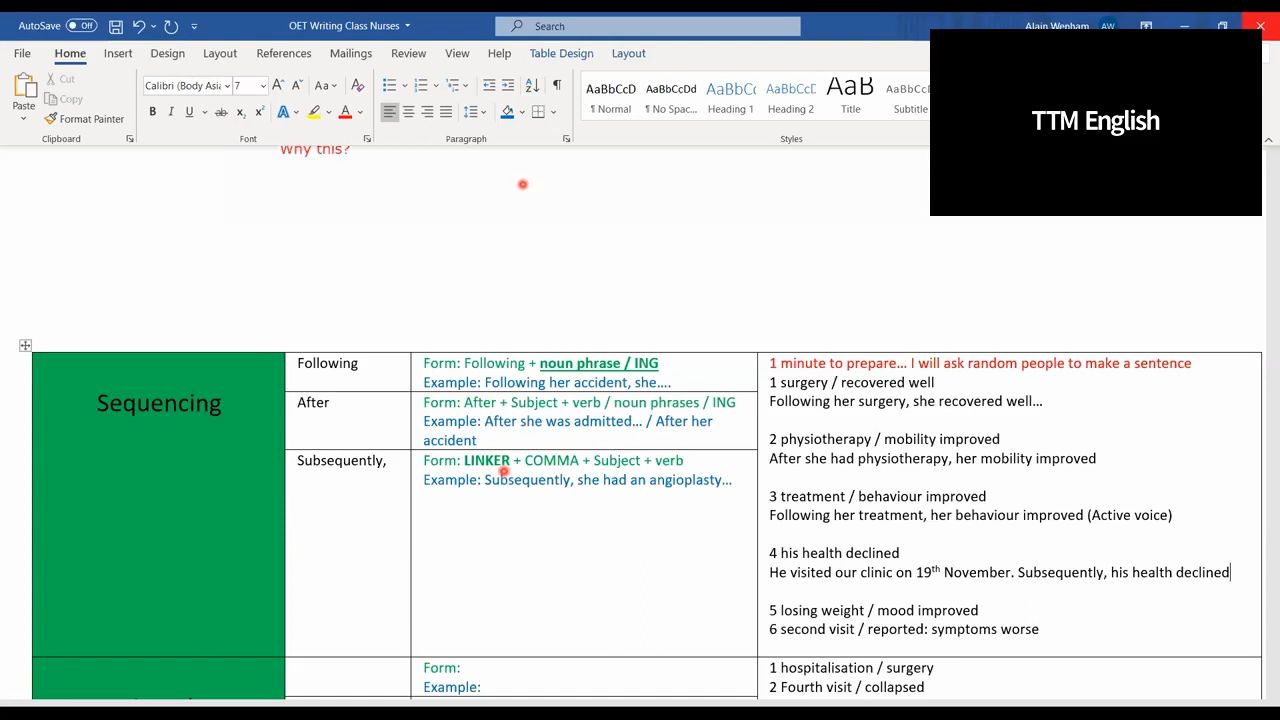 AutoSave Off OET Writing Class Nurses Search Alain Wenham AW
File Home Insert Design Layout References Mailings Review View Help Table Design Layout
TTM English
Paste Cut Copy Format Painter
Calibri (Body Asi 7 A A Aa A
B I U ab x₂ x² A A
AaBbCcD AaBbCcDd AaBbC AaBbCcC AaB AaBbCcD
¶ Normal ¶ No Spac... Heading 1 Heading 2 Title Subtitle
Clipboard Font Paragraph Styles
Why this?
Sequencing
Following
Form: Following + noun phrase / ING
Example: Following her accident, she....
After
Form: After + Subject + verb / noun phrases / ING
Example: After she was admitted... / After her
accident
Subsequently,
Form: LINKER + COMMA + Subject + verb
Example: Subsequently, she had an angioplasty...
1 minute to prepare... I will ask random people to make a sentence
1 surgery / recovered well
Following her surgery, she recovered well...
2 physiotherapy / mobility improved
After she had physiotherapy, her mobility improved
3 treatment / behaviour improved
Following her treatment, her behaviour improved (Active voice)
4 his health declined
He visited our clinic on 19th November. Subsequently, his health declined
5 losing weight / mood improved
6 second visit / reported: symptoms worse
Form:
Example:
1 hospitalisation / surgery
2 Fourth visit / collapsed